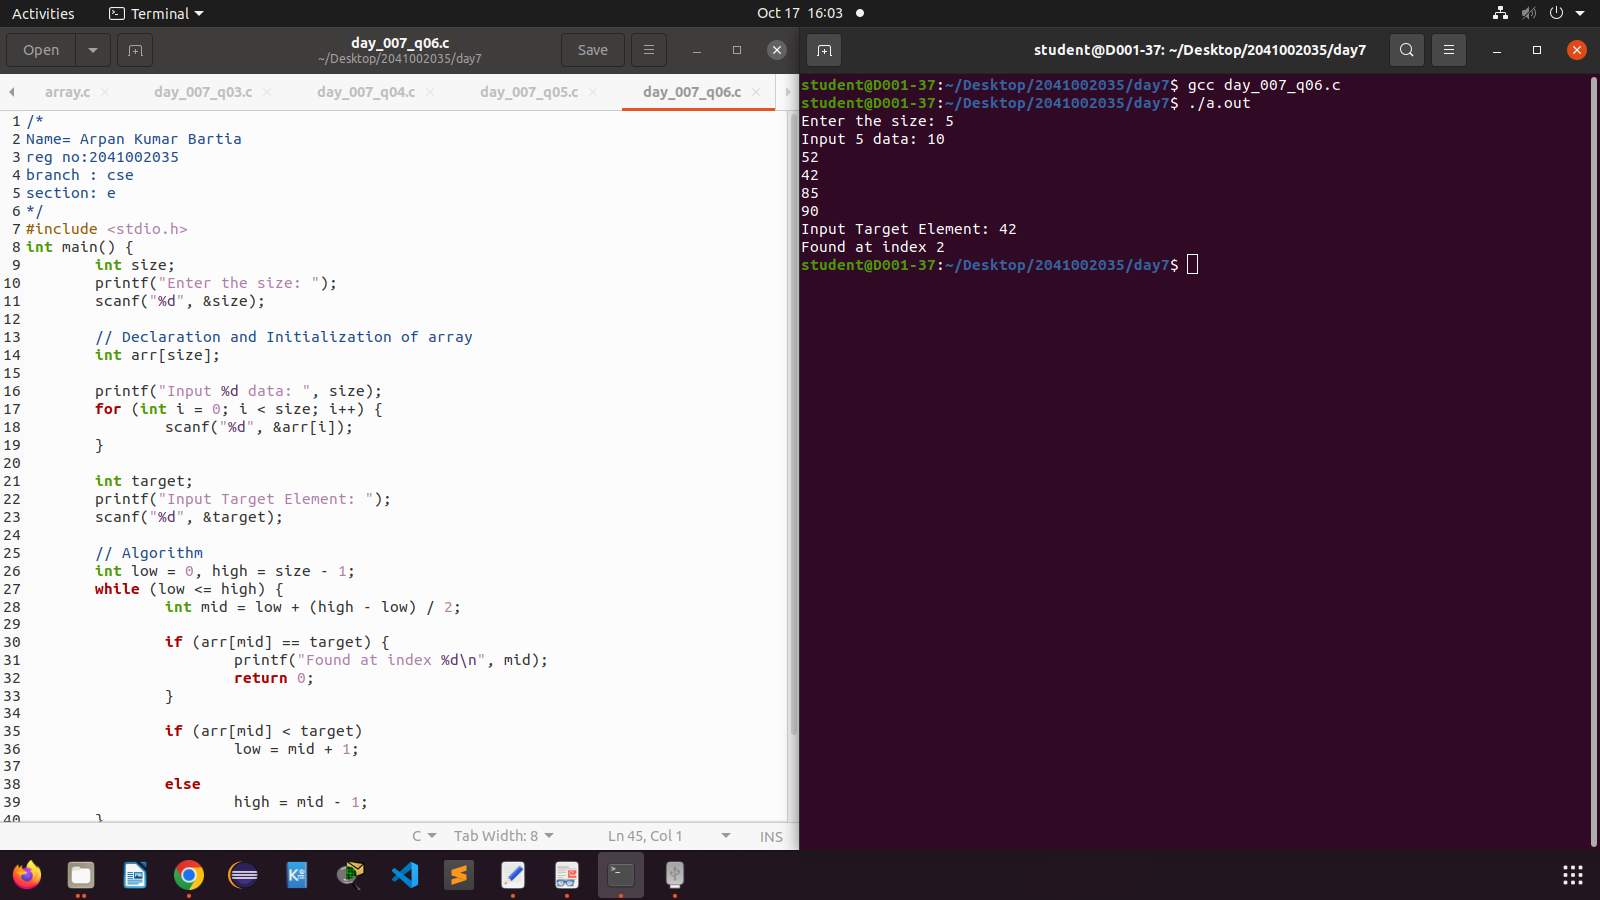 Activities
Terminal
Oct 17 16:03
Open
day_007_q06.c
~/Desktop/2041002035/day7
Save
student@D001-37: ~/Desktop/2041002035/day7
array.c
day_007_q03.c
day_007_q04.c
day_007_q05.c
day_007_q06.c
1 /*
2 Name= Arpan Kumar Bartia
3 reg no:2041002035
4 branch : cse
5 section: e
6 */
7 #include <stdio.h>
8 int main() {
9 int size;
10 printf("Enter the size: ");
11 scanf("%d", &size);
12
13 // Declaration and Initialization of array
14 int arr[size];
15
16 printf("Input %d data: ", size);
17 for (int i = 0; i < size; i++) {
18 scanf("%d", &arr[i]);
19 }
20
21 int target;
22 printf("Input Target Element: ");
23 scanf("%d", &target);
24
25 // Algorithm
26 int low = 0, high = size - 1;
27 while (low <= high) {
28 int mid = low + (high - low) / 2;
29
30 if (arr[mid] == target) {
31 printf("Found at index %d\n", mid);
32 return 0;
33 }
34
35 if (arr[mid] < target)
36 low = mid + 1;
37
38 else
39 high = mid - 1;
40 }
C
Tab Width: 8
Ln 45, Col 1
INS
student@D001-37:~/Desktop/2041002035/day7$ gcc day_007_q06.c
student@D001-37:~/Desktop/2041002035/day7$ ./a.out
Enter the size: 5
Input 5 data: 10
52
42
85
90
Input Target Element: 42
Found at index 2
student@D001-37:~/Desktop/2041002035/day7$